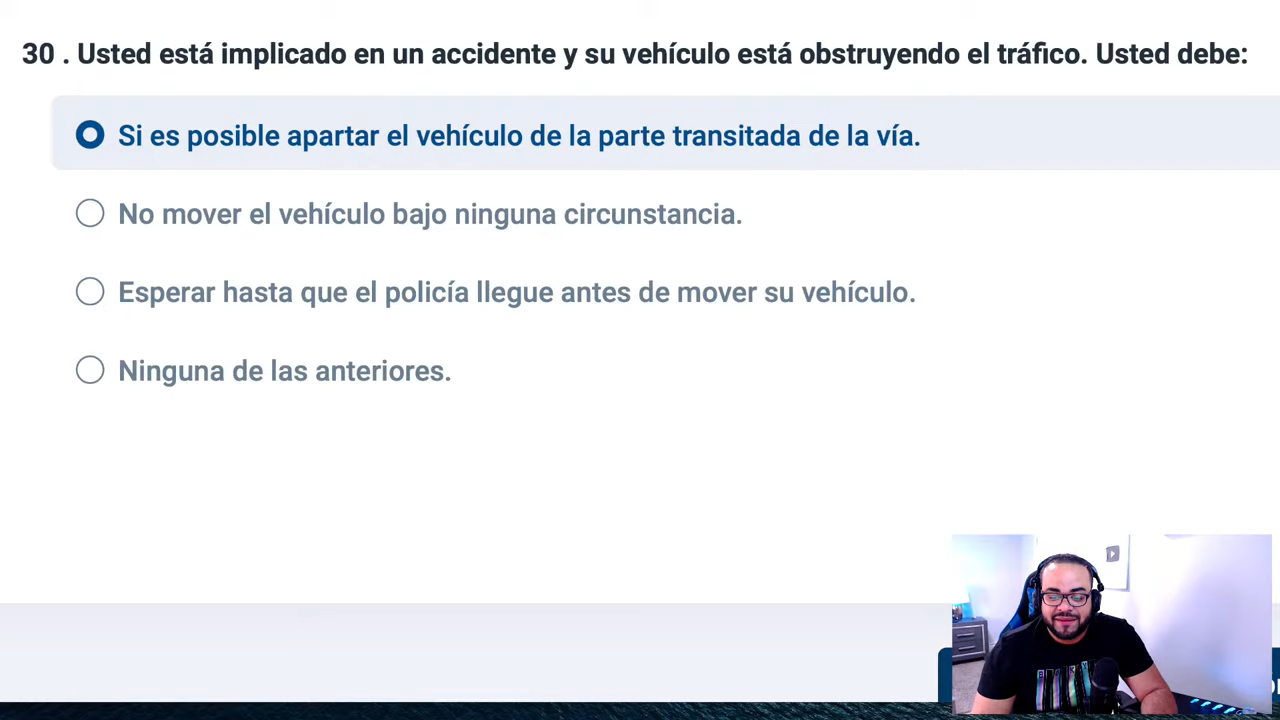 30 . Usted está implicado en un accidente y su vehículo está obstruyendo el tráfico. Usted debe:
Si es posible apartar el vehículo de la parte transitada de la vía.
No mover el vehículo bajo ninguna circunstancia.
Esperar hasta que el policía llegue antes de mover su vehículo.
Ninguna de las anteriores.